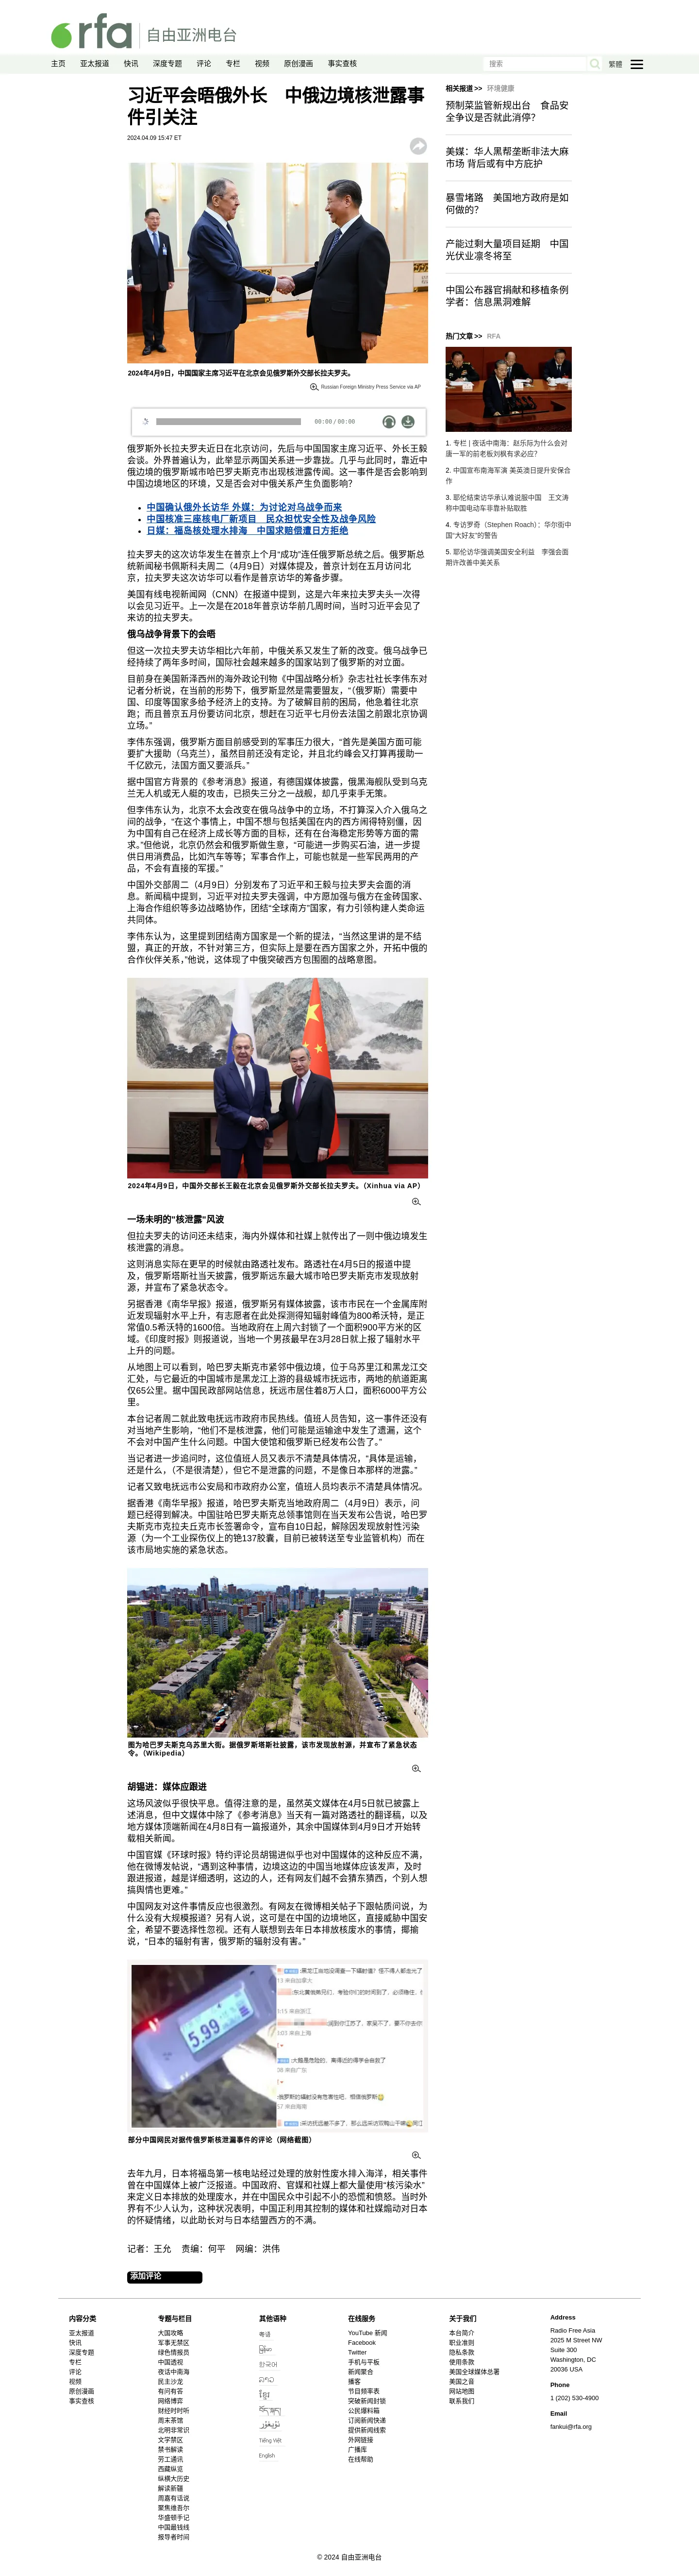 rfa 自由亚洲电台
主页 亚太报道 快讯 深度专题 评论 专栏 视频 原创漫画 事实查核 搜索 繁體
习近平会晤俄外长　中俄边境核泄露事
件引关注
2024.04.09 15:47 ET
2024年4月9日，中国国家主席习近平在北京会见俄罗斯外交部长拉夫罗夫。
Russian Foreign Ministry Press Service via AP
00:00 / 00:00
俄罗斯外长拉夫罗夫近日在北京访问，先后与中国国家主席习近平、外长王毅
会谈。外界普遍认为，此举显示两国关系进一步靠拢。几乎与此同时，靠近中
俄边境的俄罗斯城市哈巴罗夫斯克市出现核泄露传闻。这一事件是否会影响到
中国边境地区的环境，又是否会对中俄关系产生负面影响？
中国确认俄外长访华 外媒：为讨论对乌战争而来
中国核准三座核电厂新项目　民众担忧安全性及战争风险
日媒：福岛核处理水排海　中国求赔偿遭日方拒绝
拉夫罗夫的这次访华发生在普京上个月“成功”连任俄罗斯总统之后。俄罗斯总
统新闻秘书佩斯科夫周二（4月9日）对媒体提及，普京计划在五月访问北
京，拉夫罗夫这次访华可以看作是普京访华的筹备步骤。
美国有线电视新闻网（CNN）在报道中提到，这是六年来拉夫罗夫头一次得
以会见习近平。上一次是在2018年普京访华前几周时间，当时习近平会见了
来访的拉夫罗夫。
俄乌战争背景下的会晤
但这一次拉夫罗夫访华相比六年前，中俄关系又发生了新的改变。俄乌战争已
经持续了两年多时间，国际社会越来越多的国家站到了俄罗斯的对立面。
目前身在美国新泽西州的海外政论刊物《中国战略分析》杂志社社长李伟东对
记者分析说，在当前的形势下，俄罗斯显然是需要盟友，“（俄罗斯）需要中
国、印度等国家多给予经济上的支持。为了破解目前的困局，他急着往北京
跑；而且普京五月份要访问北京，想赶在习近平七月份去法国之前跟北京协调
立场。”
李伟东强调，俄罗斯方面目前感受到的军事压力很大，“首先是美国方面可能
要扩大援助（乌克兰），虽然目前还没有定论，并且北约峰会又打算再援助一
千亿欧元，法国方面又要派兵。”
据中国官方背景的《参考消息》报道，有德国媒体披露，俄黑海舰队受到乌克
兰无人机或无人艇的攻击，已损失三分之一战舰，却几乎束手无策。
但李伟东认为，北京不太会改变在俄乌战争中的立场，不打算深入介入俄乌之
间的战争，“在这个事情上，中国不想与包括美国在内的西方闹得特别僵，因
为中国有自己在经济上成长等方面的目标，还有在台海稳定形势等方面的需
求。”但他说，北京仍然会和俄罗斯做生意，“可能进一步购买石油，进一步提
供日用消费品，比如汽车等等；军事合作上，可能也就是一些军民两用的产
品，不会有直接的军援。”
中国外交部周二（4月9日）分别发布了习近平和王毅与拉夫罗夫会面的消
息。新闻稿中提到，习近平对拉夫罗夫强调，中方愿加强与俄方在金砖国家、
上海合作组织等多边战略协作，团结“全球南方”国家，有力引领构建人类命运
共同体。
李伟东认为，这里提到团结南方国家是一个新的提法，“当然这里讲的是不结
盟，真正的开放，不针对第三方，但实际上是要在西方国家之外，开拓中俄的
合作伙伴关系，”他说，这体现了中俄突破西方包围圈的战略意图。
2024年4月9日，中国外交部长王毅在北京会见俄罗斯外交部长拉夫罗夫。（Xinhua via AP）
一场未明的“核泄露”风波
但拉夫罗夫的访问还未结束，海内外媒体和社媒上就传出了一则中俄边境发生
核泄露的消息。
这则消息实际在更早的时候就由路透社发布。路透社在4月5日的报道中提
及，俄罗斯塔斯社当天披露，俄罗斯远东最大城市哈巴罗夫斯克市发现放射
源，并宣布了紧急状态令。
另据香港《南华早报》报道，俄罗斯另有媒体披露，该市市民在一个金属库附
近发现辐射水平上升，有志愿者在此处探测得知辐射峰值为800希沃特，是正
常值0.5希沃特的1600倍。当地政府在上周六封锁了一个面积900平方米的区
域。《印度时报》则报道说，当地一个男孩最早在3月28日就上报了辐射水平
上升的问题。
从地图上可以看到，哈巴罗夫斯克市紧邻中俄边境，位于乌苏里江和黑龙江交
汇处，与它最近的中国城市是黑龙江上游的县级城市抚远市，两地的航道距离
仅65公里。据中国民政部网站信息，抚远市居住着8万人口，面积6000平方公
里。
本台记者周二就此致电抚远市政府市民热线。值班人员告知，这一事件还没有
对当地产生影响，“他们不是核泄露，他们可能是运输途中发生了遗漏，这个
不会对中国产生什么问题。中国大使馆和俄罗斯已经发布公告了。”
当记者进一步追问时，这位值班人员又表示不清楚具体情况，“具体是运输，
还是什么，（不是很清楚），但它不是泄露的问题，不是像日本那样的泄露。”
记者又致电抚远市公安局和市政府办公室，值班人员均表示不清楚具体情况。
据香港《南华早报》报道，哈巴罗夫斯克当地政府周二（4月9日）表示，问
题已经得到解决。中国驻哈巴罗夫斯克总领事馆则在当天发布公告说，哈巴罗
夫斯克市克拉夫丘克市长签署命令，宣布自10日起，解除因发现放射性污染
源（为一个工业探伤仪上的铯137胶囊，目前已被转送至专业监管机构）而在
该市局地实施的紧急状态。
图为哈巴罗夫斯克乌苏里大街。据俄罗斯塔斯社披露，该市发现放射源，并宣布了紧急状态
令。（Wikipedia）
胡锡进：媒体应跟进
这场风波似乎很快平息。值得注意的是，虽然英文媒体在4月5日就已披露上
述消息，但中文媒体中除了《参考消息》当天有一篇对路透社的翻译稿，以及
地方媒体顶端新闻在4月8日有一篇报道外，其余中国媒体到4月9日才开始转
载相关新闻。
中国官媒《环球时报》特约评论员胡锡进似乎也对中国媒体的这种反应不满，
他在微博发帖说，“遇到这种事情，边境这边的中国当地媒体应该发声，及时
跟进报道，越是详细透明，这边的人，还有网友们越不会猜东猜西，个别人想
搞舆情也更难。”
中国网友对这件事情反应也很激烈。有网友在微博相关帖子下跟帖质问说，为
什么没有大规模报道？另有人说，这可是在中国的边境地区，直接威胁中国安
全，希望不要选择性忽视。还有人联想到去年日本排放核废水的事情，揶揄
说，“日本的辐射有害，俄罗斯的辐射没有害。”
5.99
部分中国网民对据传俄罗斯核泄漏事件的评论（网络截图）
去年九月，日本将福岛第一核电站经过处理的放射性废水排入海洋，相关事件
曾在中国媒体上被广泛报道。中国政府、官媒和社媒上都大量使用“核污染水”
来定义日本排放的处理废水，并在中国民众中引起不小的恐慌和愤怒。当时外
界有不少人认为，这种状况表明，中国正利用其控制的媒体和社媒煽动对日本
的怀疑情绪，以此助长对与日本结盟西方的不满。
记者：王允　责编：何平　网编：洪伟
添加评论
相关报道 >> 环境健康
预制菜监管新规出台　食品安
全争议是否就此消停？
美媒：华人黑帮垄断非法大麻
市场 背后或有中方庇护
暴雪堵路　美国地方政府是如
何做的？
产能过剩大量项目延期　中国
光伏业凛冬将至
中国公布器官捐献和移植条例
学者：信息黑洞难解
热门文章 >> RFA
1. 专栏 | 夜话中南海：赵乐际为什么会对
唐一军的前老板刘枫有求必应？
2. 中国宣布南海军演 美英澳日提升安保合
作
3. 耶伦结束访华承认难说服中国　王文涛
称中国电动车非靠补贴取胜
4. 专访罗奇（Stephen Roach）：华尔街中
国“大好友”的警告
5. 耶伦访华强调美国安全利益　李强会面
期许改善中美关系
内容分类
亚太报道
快讯
深度专题
专栏
评论
视频
原创漫画
事实查核
专题与栏目
大国攻略
军事无禁区
绿色情报员
中国透视
夜话中南海
民主沙龙
有问有答
网络博弈
财经时时听
周末茶馆
北明非常识
文学禁区
禁书解读
劳工通讯
西藏纵览
纵横大历史
解读新疆
周嘉有话说
聚焦维吾尔
华盛顿手记
中国最钱线
报导者时间
其他语种
粤语
မြန်မာ
한국어
ລາວ
ខ្មែរ
བོད་སྐད།
ئۇيغۇر
Tiếng Việt
English
在线服务
YouTube 新闻
Facebook
Twitter
手机与平板
新闻聚合
播客
节目频率表
突破新闻封锁
公民爆料箱
订阅新闻快递
提供新闻线索
外网链接
广播库
在线帮助
关于我们
本台简介
职业准则
隐私条款
使用条款
美国全球媒体总署
美国之音
网站地图
联系我们
Address
Radio Free Asia
2025 M Street NW
Suite 300
Washington, DC
20036 USA
Phone
1 (202) 530-4900
Email
fankui@rfa.org
© 2024 自由亚洲电台